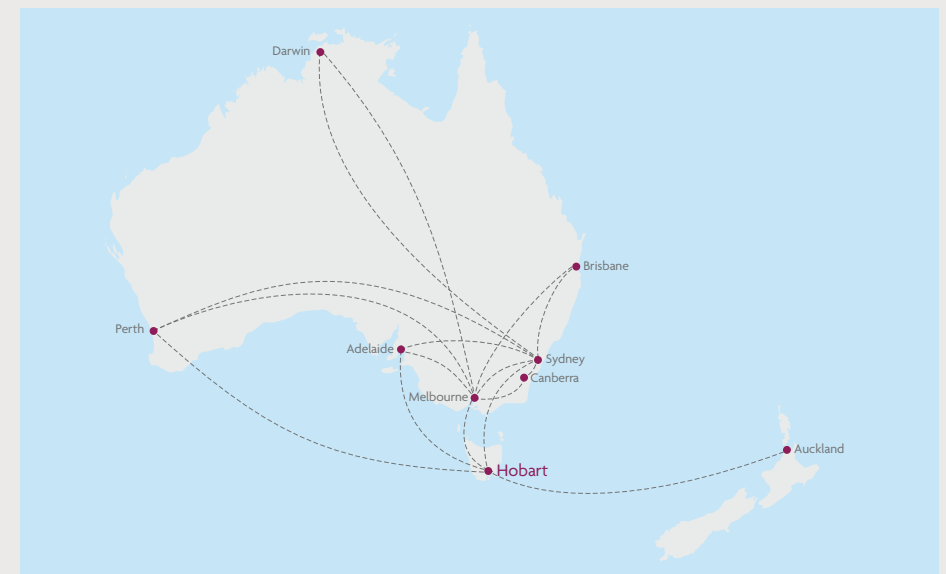 Darwin
Brisbane
Perth
Adelaide
Sydney
Canberra
Melbourne
Auckland
Hobart